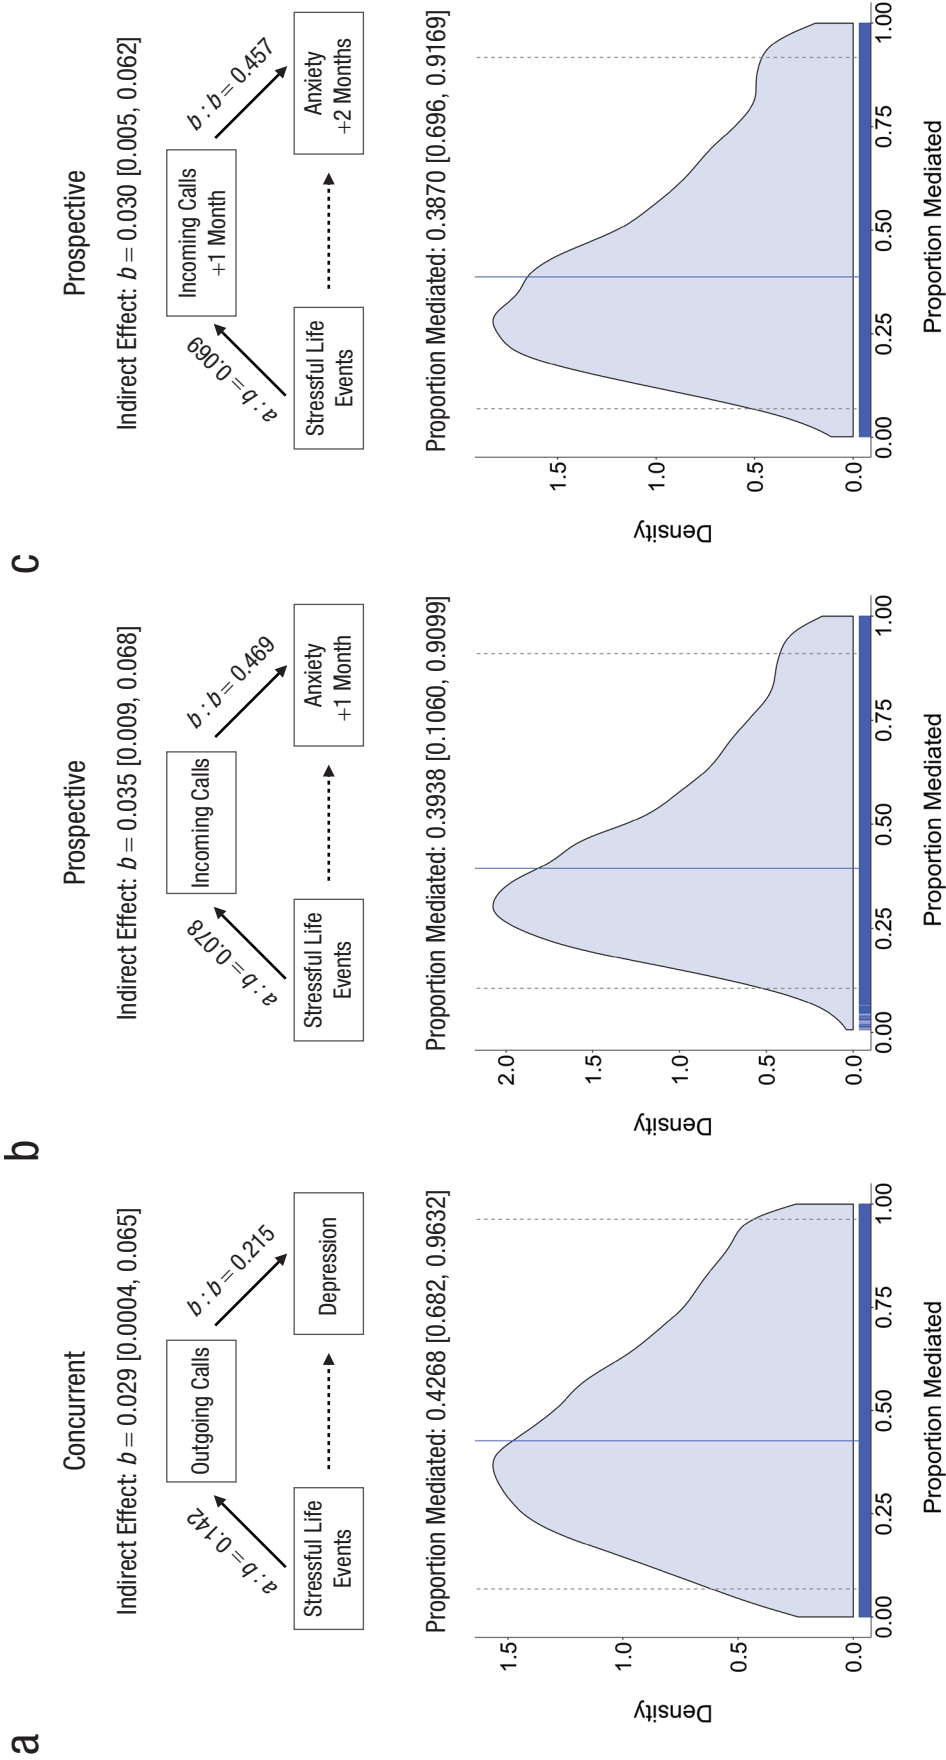 a
Concurrent
Indirect Effect: b = 0.029 [0.0004, 0.065]
Outgoing Calls
a : b = 0.142
b : b = 0.215
Stressful Life
Events
Depression
Proportion Mediated: 0.4268 [0.682, 0.9632]
Density
1.5
1.0
0.5
0.0
0.00 0.25 0.50 0.75 1.00
Proportion Mediated
b
Prospective
Indirect Effect: b = 0.035 [0.009, 0.068]
Incoming Calls
a : b = 0.078
b : b = 0.469
Stressful Life
Events
Anxiety
+1 Month
Proportion Mediated: 0.3938 [0.1060, 0.9099]
Density
2.0
1.5
1.0
0.5
0.0
0.00 0.25 0.50 0.75 1.00
Proportion Mediated
c
Prospective
Indirect Effect: b = 0.030 [0.005, 0.062]
Incoming Calls
+1 Month
a : b = 0.069
b : b = 0.457
Stressful Life
Events
Anxiety
+2 Months
Proportion Mediated: 0.3870 [0.696, 0.9169]
Density
1.5
1.0
0.5
0.0
0.00 0.25 0.50 0.75 1.00
Proportion Mediated